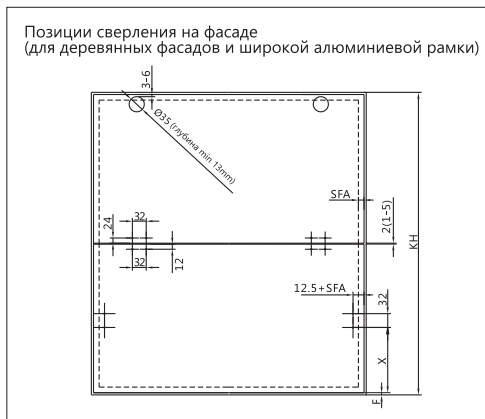 Позиции сверления на фасаде
(для деревянных фасадов и широкой алюминиевой рамки)
3-6
Ø35 (глубина min 13mm)
SFA
2(1-5)
32
24
KH
32
12
12.5+SFA
32
X
F